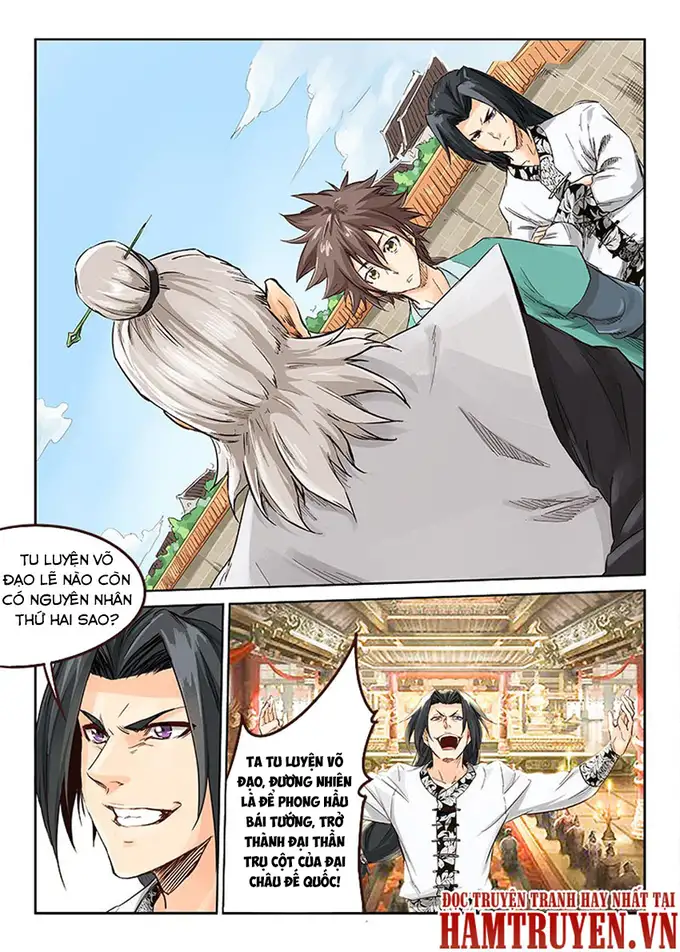 TU LUYỆN VÕ
ĐẠO LẼ NÀO CÒN
CÓ NGUYÊN NHÂN
THỨ HAI SAO?
TA TU LUYỆN VÕ
ĐẠO, ĐƯƠNG NHIÊN
LÀ ĐỂ PHONG HẦU
BÁI TƯỚNG, TRỞ
THÀNH ĐẠI THẦN
TRỤ CỘT CỦA ĐẠI
CHÂU ĐẾ QUỐC!
ĐỌC TRUYỆN TRANH HAY NHẤT TẠI
HAMTRUYEN.VN